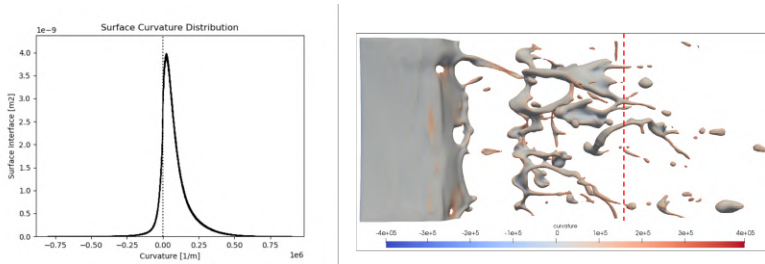 Surface Curvature Distribution
1e−9
4.0
3.5
3.0
2.5
2.0
1.5
1.0
0.5
0.0
Surface Interface [m2]
−0.75 −0.50 −0.25 0.00 0.25 0.50 0.75
1e6
Curvature [1/m]
curvature
-4e+05 -3e+5 -2e+5 -1e+5 0 1e+5 2e+5 3e+5 4e+05